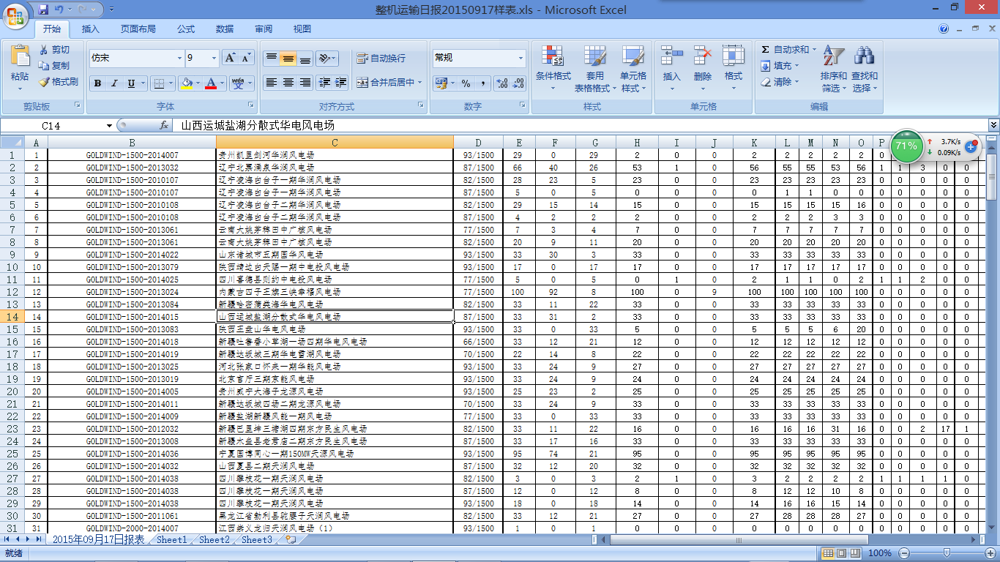 整机运输日报20150917样表.xls - Microsoft Excel
开始 插入 页面布局 公式 数据 审阅 视图
粘贴 剪切 复制 格式刷 剪贴板
仿宋 9 B I U 字体
自动换行 合并后居中 对齐方式
常规 % , 数字
条件格式 套用表格格式 单元格样式 样式
插入 删除 格式 单元格
Σ 自动求和 填充 清除 排序和筛选 查找和选择 编辑
C14 fx 山西运城盐湖分散式华电风电场
71% 3.7K/s 0.09K/s
A B C D E F G H I J K L M N O
1 1 GOLDWIND-1500-2014007 贵州凯里剑河华润风电场 93/1500 29 0 29 2 0 0 2 2 2 2 2 0
2 2 GOLDWIND-1500-2013032 辽宁北票涌泉华润风电场 87/1500 66 40 26 53 1 0 56 55 55 53 56 1 1 3 0 0
3 3 GOLDWIND-1500-2010107 辽宁凌海白台子一期华润风电场 82/1500 28 23 5 23 0 0 23 23 23 23 23 0 0 0 0 0
4 4 GOLDWIND-1500-2010107 辽宁凌海白台子一期华润风电场 87/1500 5 0 5 0 0 0 0 1 1 0 0 0 0 0 0 0
5 5 GOLDWIND-1500-2010108 辽宁凌海白台子二期华润风电场 82/1500 29 15 14 15 0 0 15 15 15 15 16 0 0 0 0 0
6 6 GOLDWIND-1500-2010108 辽宁凌海白台子二期华润风电场 87/1500 4 2 2 2 0 0 2 2 2 3 3 0 0 0 0 0
7 7 GOLDWIND-1500-2013061 云南大姚茅稗田中广核风电场 77/1500 7 3 4 7 0 0 7 7 7 7 7 0 0 0 0 0
8 8 GOLDWIND-1500-2013061 云南大姚茅稗田中广核风电场 82/1500 20 9 11 20 0 0 20 20 20 20 20 0 0 0 0 0
9 9 GOLDWIND-1500-2014022 山东诸城市五期国华风电场 93/1500 33 30 3 33 0 0 33 33 33 33 33 0 0 0 0 0
10 10 GOLDWIND-1500-2013079 陕西靖边白天赐一期中电投风电场 93/1500 17 0 17 17 0 0 17 17 17 17 17 0 0 0 0 0
11 11 GOLDWIND-1500-2014025 四川喜德县则约中电投风电场 77/1500 5 0 5 0 1 0 2 1 1 0 2 1 1 2 0 0
12 12 GOLDWIND-1500-2013024 内蒙古四子王旗三峡幸福风电场 77/1500 100 92 8 100 0 9 100 100 100 100 100 0 0 0 0 0
13 13 GOLDWIND-1500-2013084 新疆哈密蒲类海华电风电场 82/1500 33 11 22 33 0 0 33 33 33 33 33 0 0 0 0 0
14 14 GOLDWIND-1500-2014015 山西运城盐湖分散式华电风电场 87/1500 33 31 2 33 0 0 33 33 33 33 33 0 0 0 0 0
15 15 GOLDWIND-1500-2013083 陕西王盘山华电风电场 93/1500 33 0 33 5 0 0 5 5 5 6 20 0 0 0 0 0
16 16 GOLDWIND-1500-2014018 新疆吐鲁番小草湖一场四期华电风电场 66/1500 33 12 21 12 0 0 12 12 12 12 12 0 0 0 0 0
17 17 GOLDWIND-1500-2014019 新疆达坂城三期华电雷湖风电场 70/1500 22 14 8 22 0 0 22 22 22 22 22 0 0 0 0 0
18 18 GOLDWIND-1500-2013025 河北张家口怀来一期华能风电场 93/1500 33 24 9 27 0 0 27 27 27 27 27 0 0 0 0 0
19 19 GOLDWIND-1500-2013019 北京官厅三期京能风电场 93/1500 33 24 9 24 0 0 24 24 24 24 24 0 0 0 0 0
20 20 GOLDWIND-1500-2014005 贵州威宁大海子龙源风电场 93/1500 25 23 2 25 0 0 25 25 25 25 25 0 0 0 0 0
21 21 GOLDWIND-1500-2014011 新疆达坂城四场二期龙源风电场 70/1500 33 24 9 33 0 0 33 33 33 33 33 0 0 0 0 0
22 22 GOLDWIND-1500-2014009 新疆盐湖新疆风能一期风电场 77/1500 33 0 33 33 0 0 33 33 33 33 33 0 0 0 0 0
23 23 GOLDWIND-1500-2012032 新疆巴里坤三塘湖四期东方民生风电场 82/1500 33 11 22 16 0 0 16 16 16 31 16 0 0 2 17 1
24 24 GOLDWIND-1500-2013008 新疆木垒县老君庙二期东方民生风电场 87/1500 33 17 16 33 0 0 33 33 33 33 33 0 0 0 0 0
25 25 GOLDWIND-1500-2014036 宁夏国博同心一期150MW天源风电场 93/1500 95 74 21 95 0 0 95 95 95 95 95 0 0 0 0 0
26 26 GOLDWIND-1500-2014032 山西夏县二期天润风电场 87/1500 32 12 20 32 0 0 32 32 32 32 32 0 0 0 0 0
27 27 GOLDWIND-1500-2014038 四川攀枝花一期天润风电场 82/1500 3 0 3 2 1 0 3 2 2 2 2 1 1 1 1 0
28 28 GOLDWIND-1500-2014038 四川攀枝花一期天润风电场 87/1500 12 0 12 8 0 0 8 12 12 10 8 0 0 0 0 0
29 29 GOLDWIND-1500-2014038 四川攀枝花一期天润风电场 93/1500 18 0 18 14 0 0 14 16 16 15 14 0 0 0 0 0
30 30 GOLDWIND-1500-2011061 黑龙江省勃利县驼腰子天润风电场 82/1500 33 12 21 27 0 0 27 28 28 28 27 0 0 0 0 0
31 31 GOLDWIND-2000-2014007 江西崇义龙归天润风电场（1） 93/1500 1 0 1 0 0 0 0 0 0 0 0 0 0 0 0 0
2015年09月17日报表 Sheet1 Sheet2 Sheet3
就绪 100%